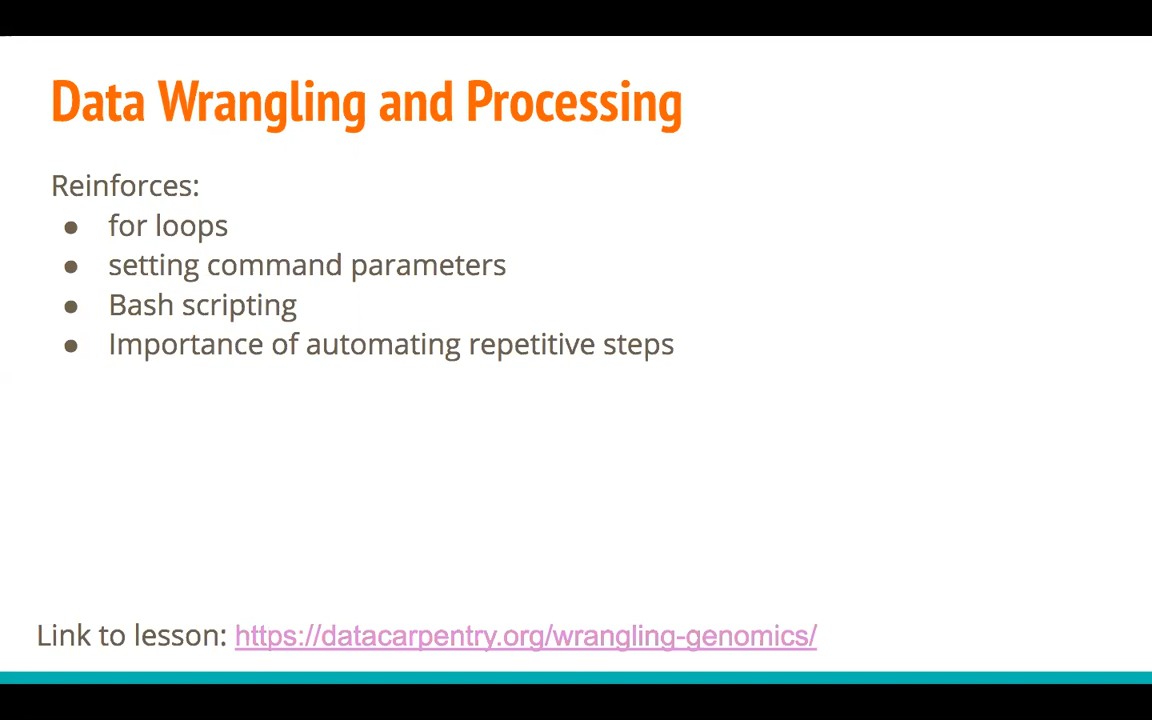 Data Wrangling and Processing
Reinforces:
● for loops
● setting command parameters
● Bash scripting
● Importance of automating repetitive steps
Link to lesson: https://datacarpentry.org/wrangling-genomics/